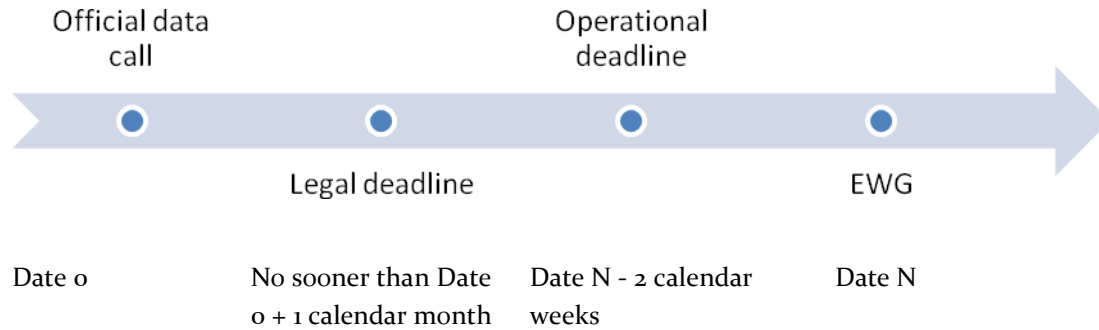 Official data
call
Operational
deadline
Legal deadline
EWG
Date 0
No sooner than Date
0 + 1 calendar month
Date N - 2 calendar
weeks
Date N